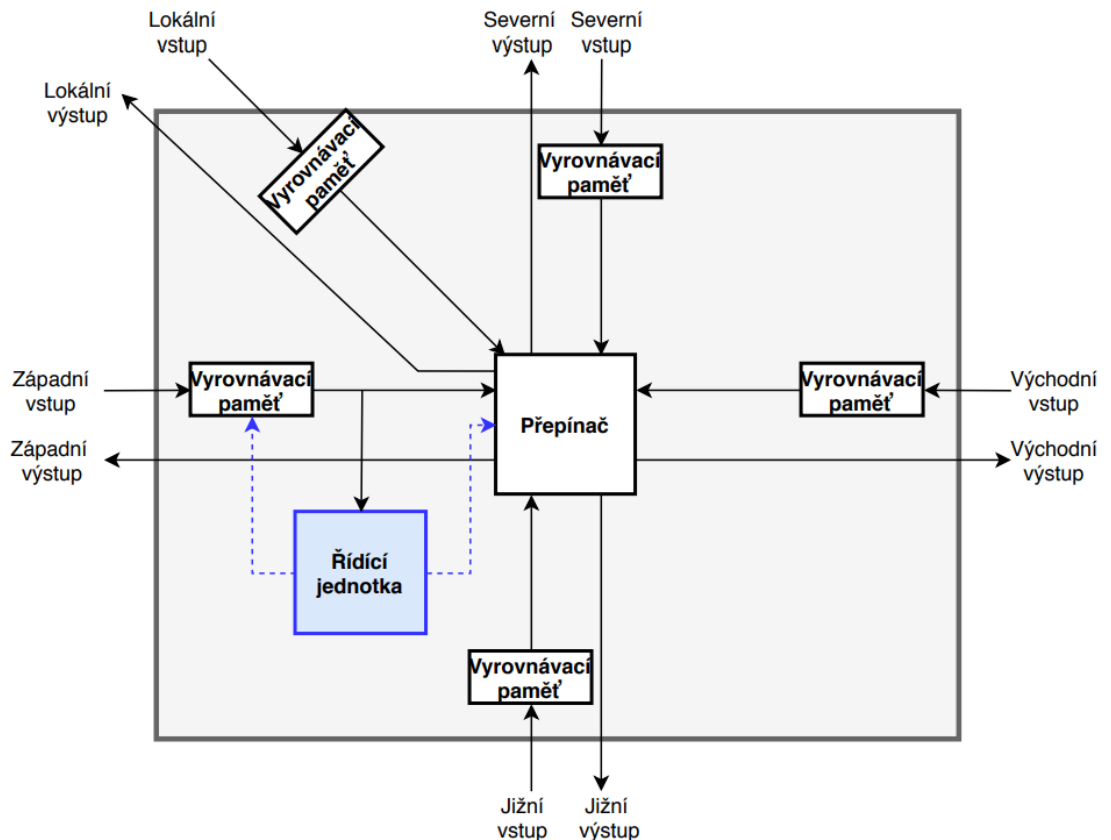 Lokální
vstup
Severní
výstup
Severní
vstup
Lokální
výstup
Vyrovnávací
paměť
Vyrovnávací
paměť
Západní
vstup
Vyrovnávací
paměť
Přepínač
Vyrovnávací
paměť
Východní
vstup
Západní
výstup
Východní
výstup
Řídící
jednotka
Vyrovnávací
paměť
Jižní
vstup
Jižní
výstup